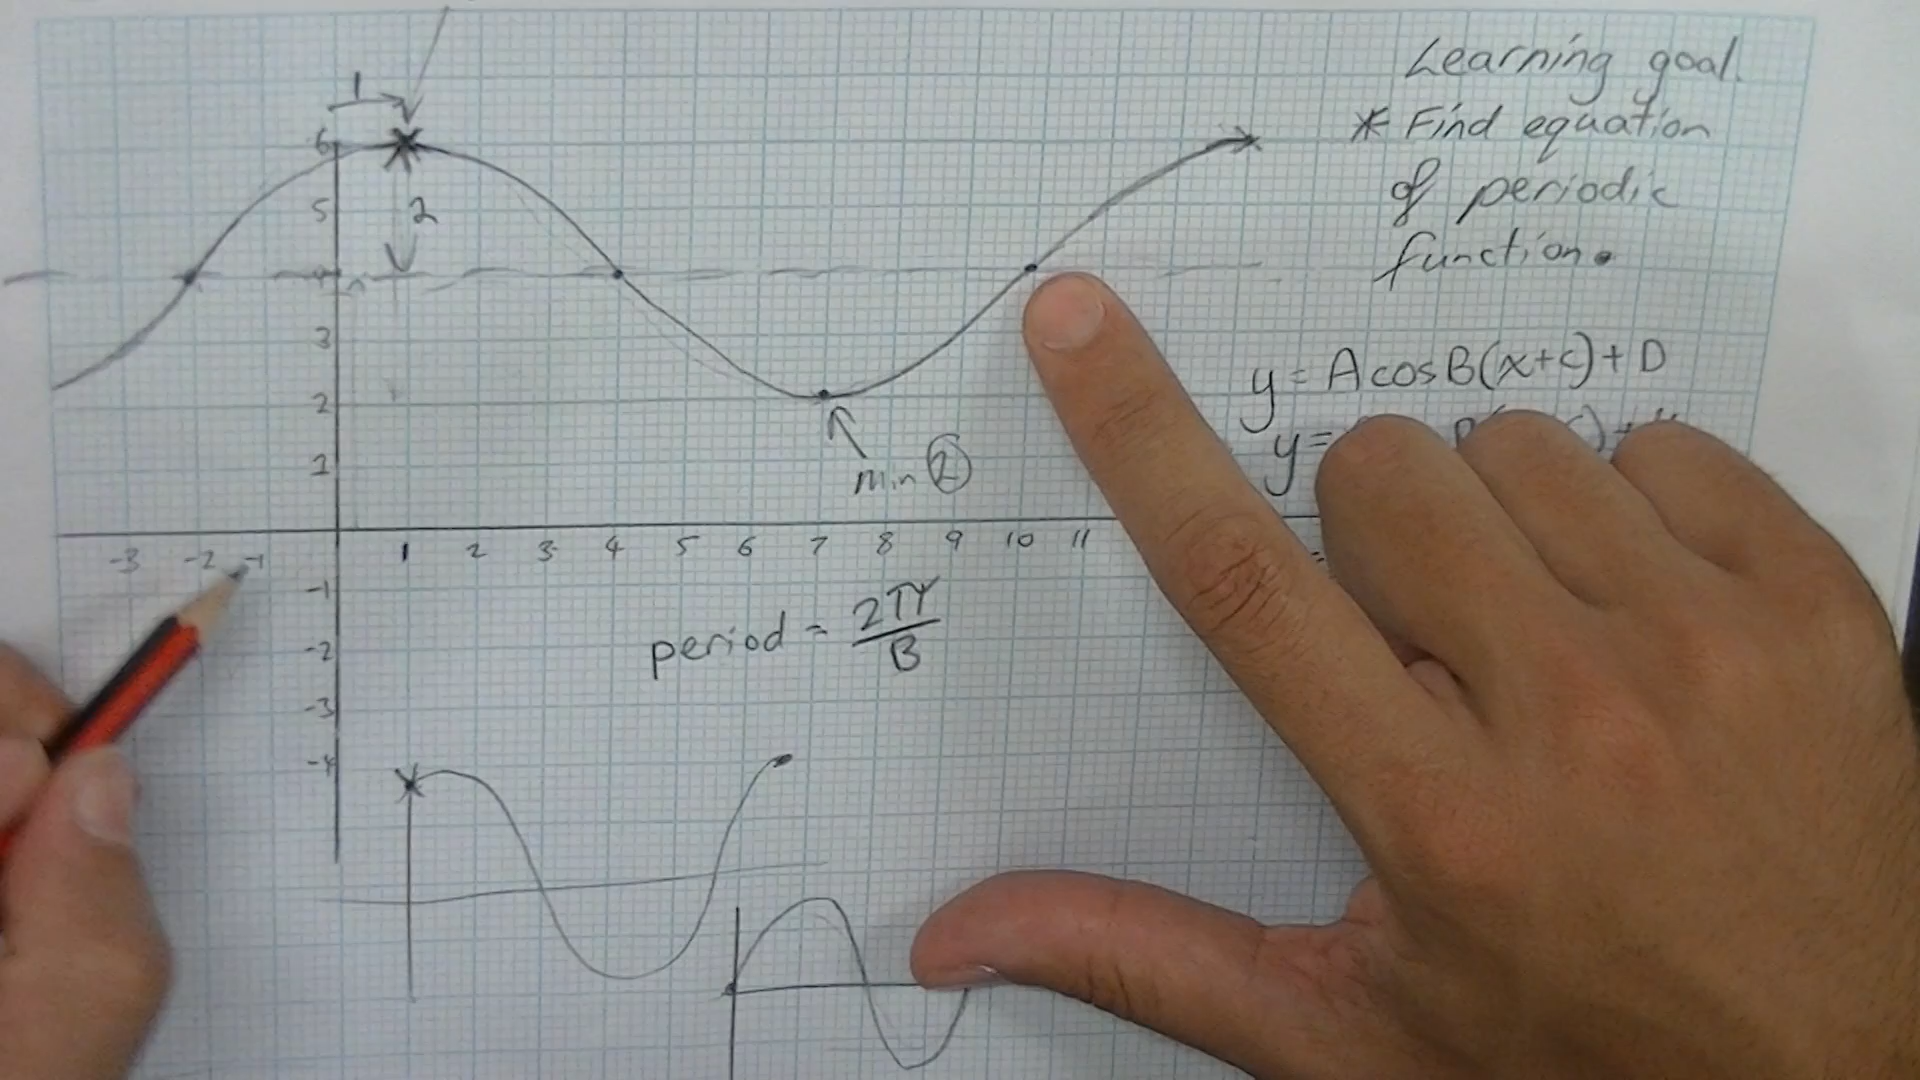 Learning goal.
* Find equation
of periodic
function.
1
6
5
2
4
3
2
1
min ②
y = A cos B(x+c) + D
y =
-3 -2 -1 1 2 3 4 5 6 7 8 9 10 11
-1
-2
-3
-4
period = 2π/B